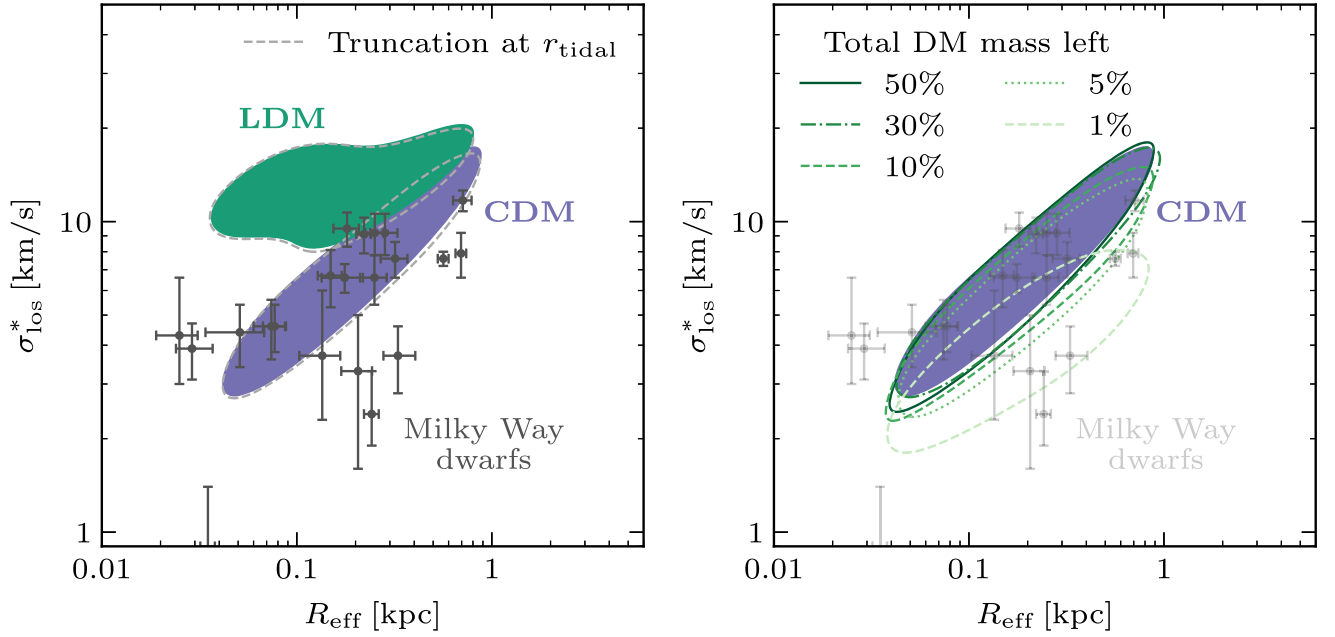 Truncation at r_tidal
LDM
CDM
Milky Way
dwarfs
10
1
0.01
0.1
1
σ*_los [km/s]
R_eff [kpc]
Total DM mass left
50%
30%
10%
5%
1%
CDM
Milky Way
dwarfs
10
1
0.01
0.1
1
σ*_los [km/s]
R_eff [kpc]